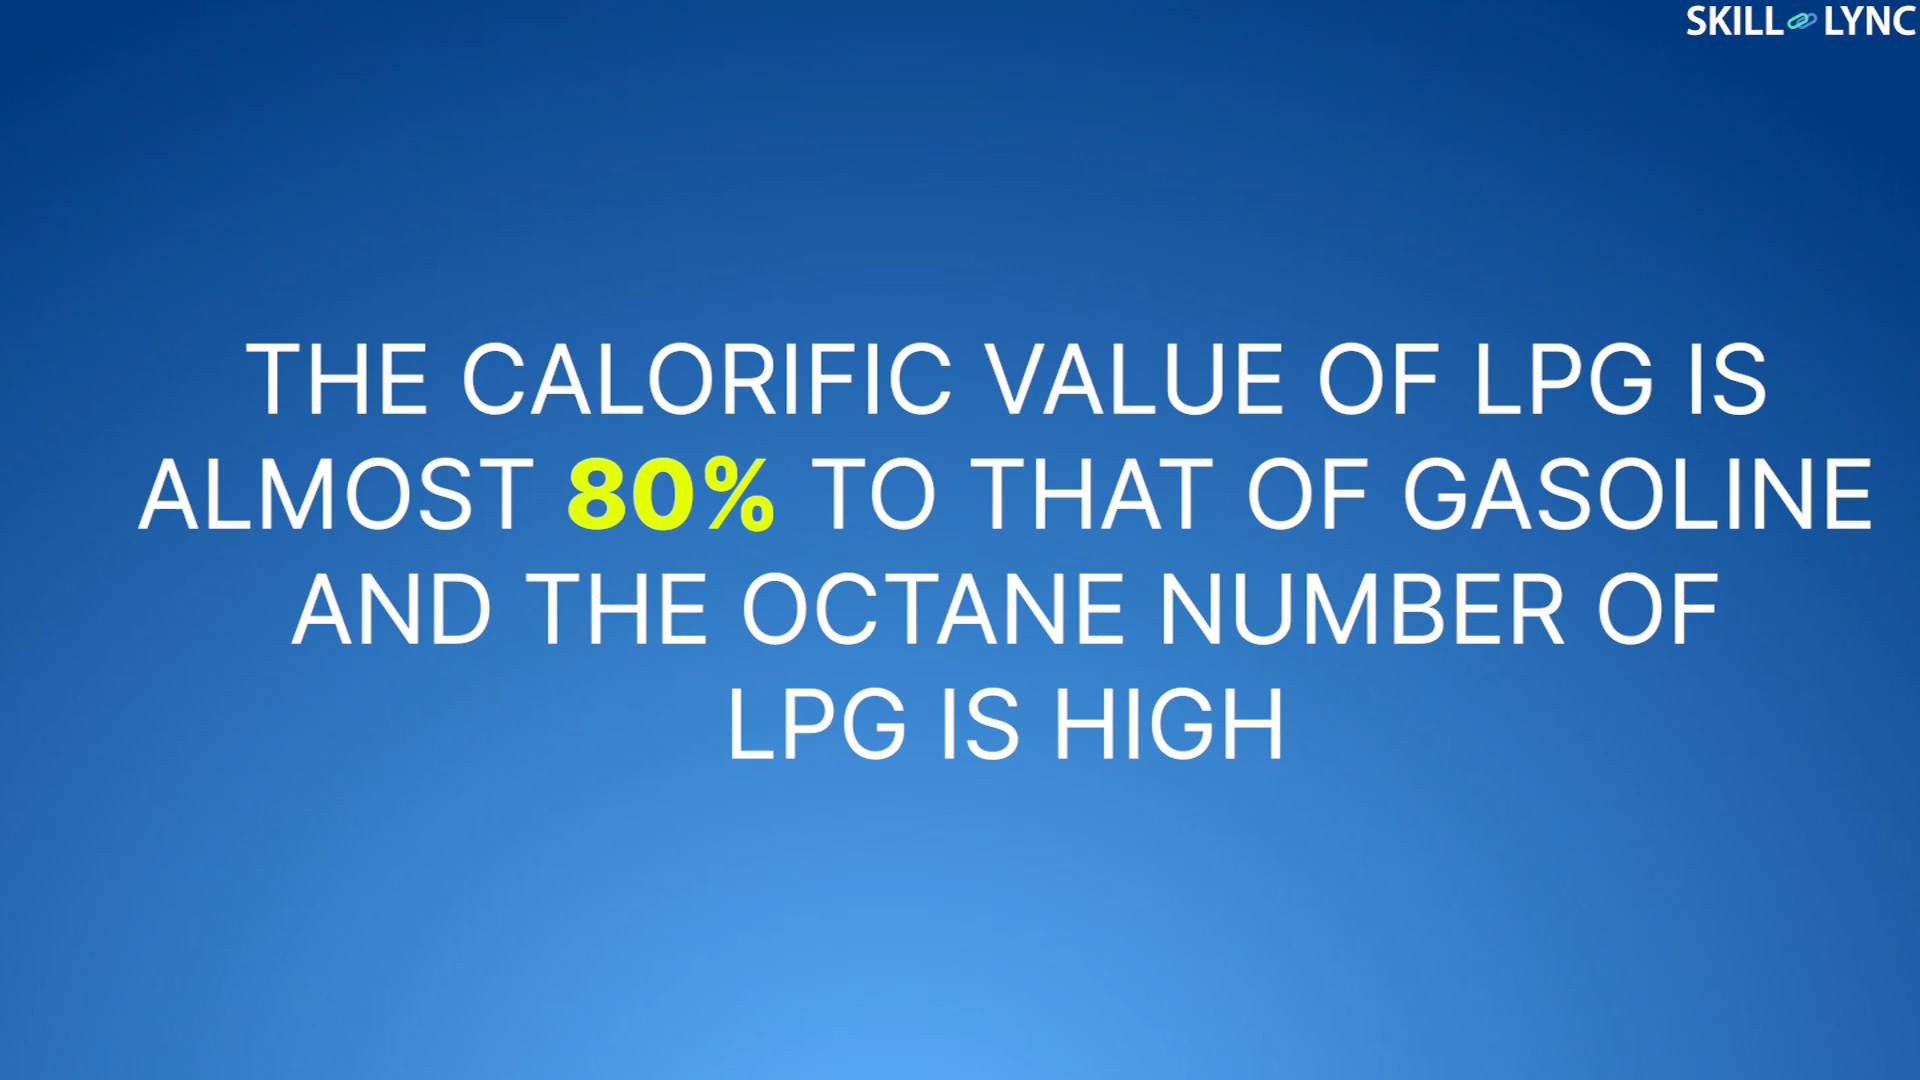 SKILL LYNC
THE CALORIFIC VALUE OF LPG IS
ALMOST 80% TO THAT OF GASOLINE
AND THE OCTANE NUMBER OF
LPG IS HIGH